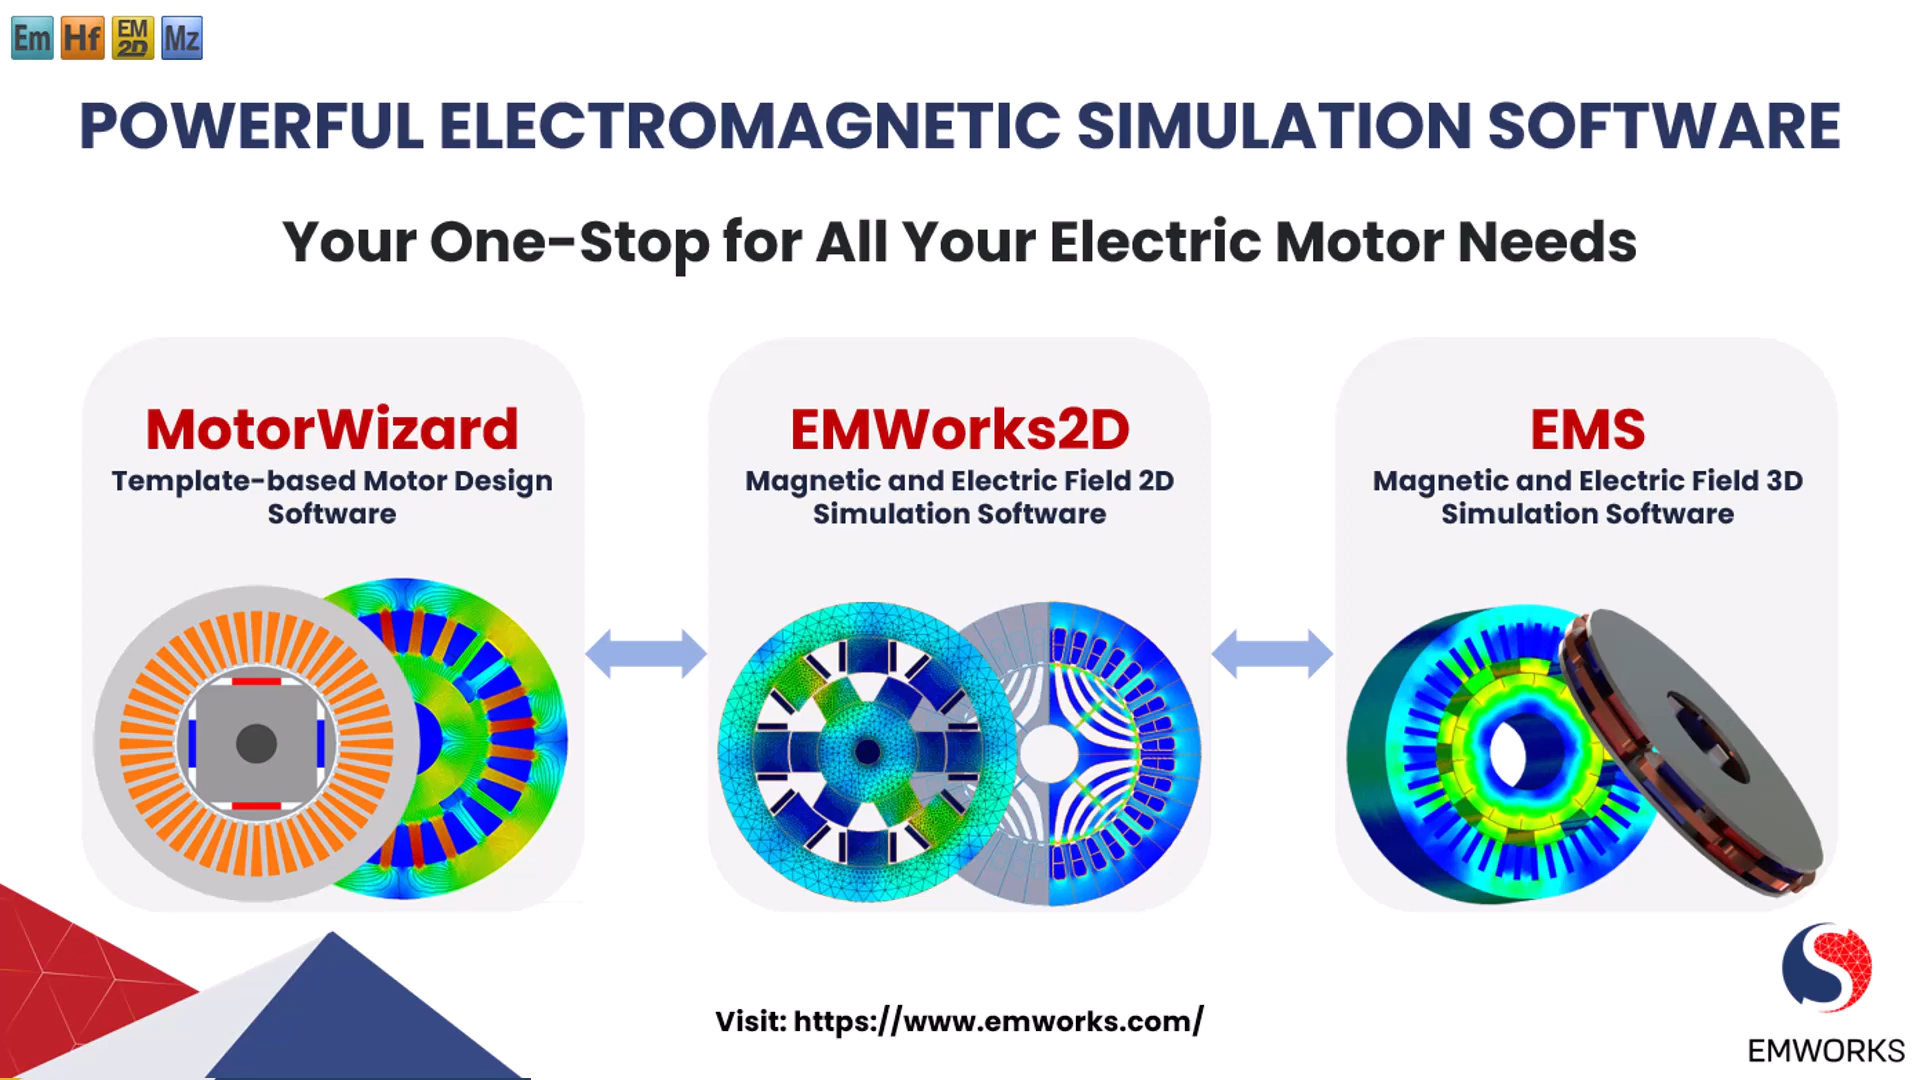 Em Hf EM 2D Mz
POWERFUL ELECTROMAGNETIC SIMULATION SOFTWARE
Your One-Stop for All Your Electric Motor Needs
MotorWizard
Template-based Motor Design
Software
EMWorks2D
Magnetic and Electric Field 2D
Simulation Software
EMS
Magnetic and Electric Field 3D
Simulation Software
Visit: https://www.emworks.com/
EMWORKS